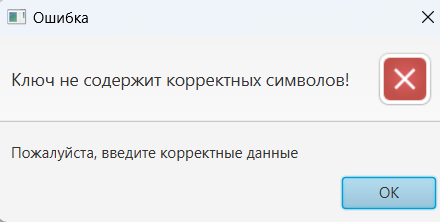 Ошибка
Ключ не содержит корректных символов!
Пожалуйста, введите корректные данные
OK